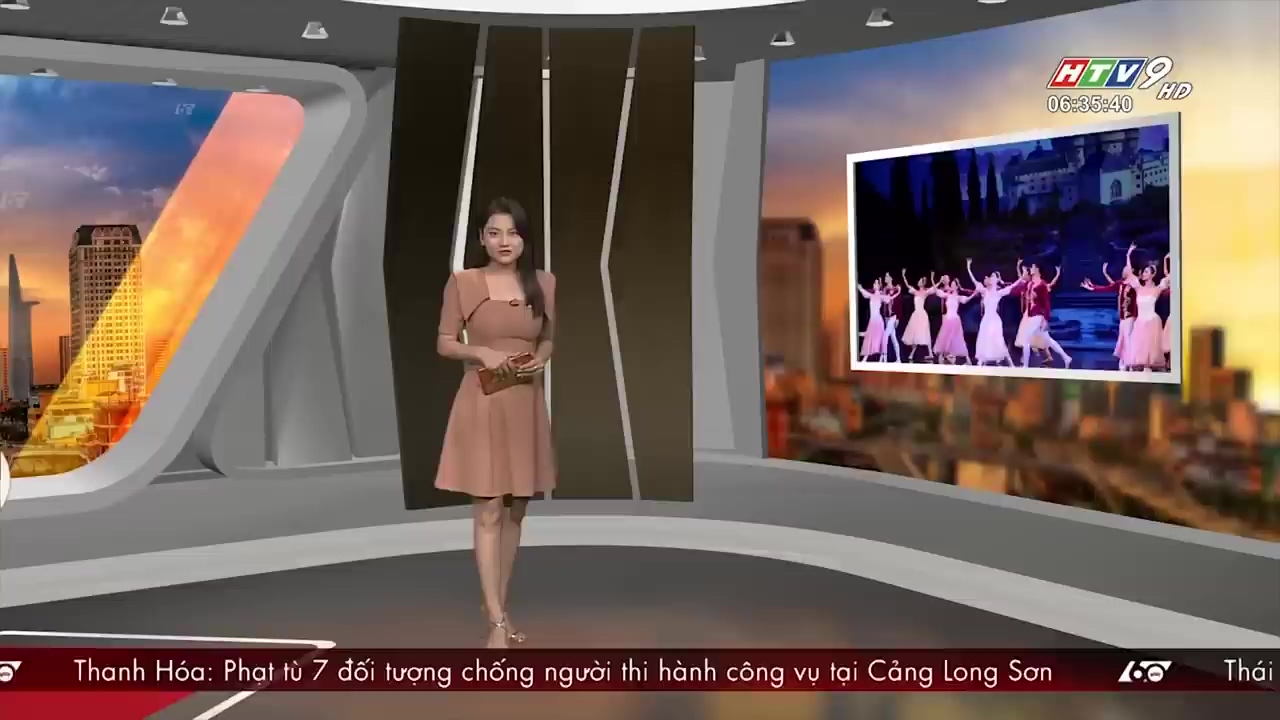 HTV9 HD
06:35:40
Thanh Hóa: Phạt tù 7 đối tượng chống người thi hành công vụ tại Cảng Long Sơn 60 Thái